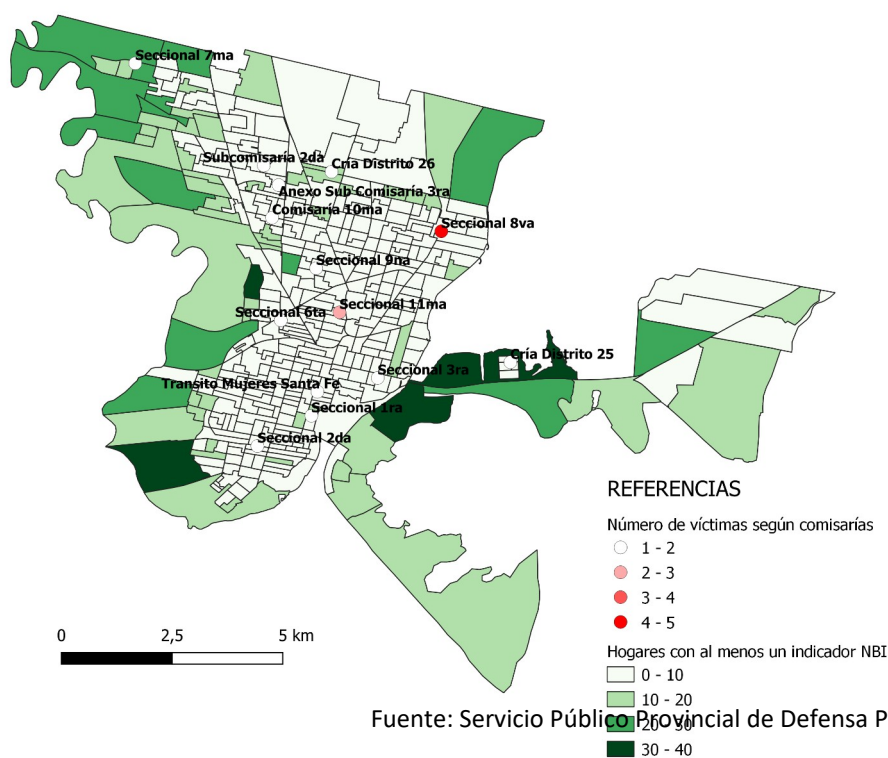 Seccional 7ma
Subcomisaría 2da
Cría Distrito 26
Anexo Sub Comisaría 3ra
Comisaría 10ma
Seccional 8va
Seccional 9na
Seccional 11ma
Seccional 6ta
Cría Distrito 25
Seccional 3ra
Transito Mujeres Santa Fe
Seccional 1ra
Seccional 2da
REFERENCIAS
Número de víctimas según comisarías
1 - 2
2 - 3
3 - 4
4 - 5
0 2,5 5 km
Hogares con al menos un indicador NBI
0 - 10
10 - 20
Fuente: Servicio Público Provincial de Defensa P
20 - 30
30 - 40